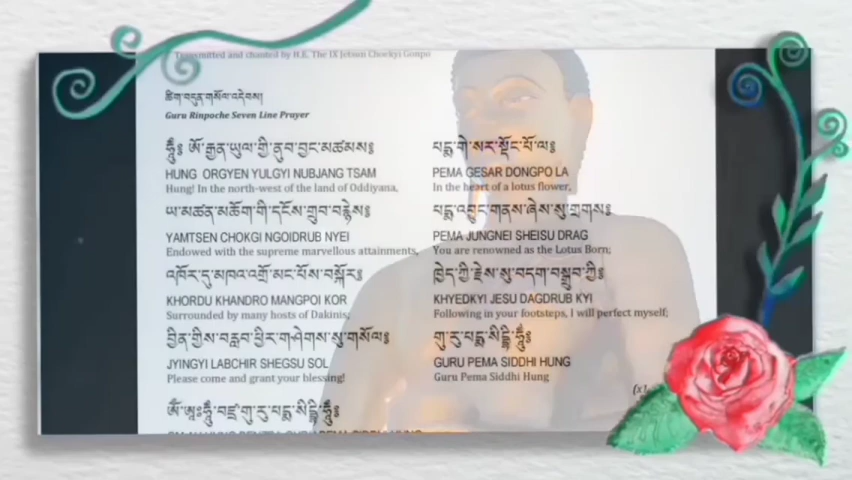 Transmitted and chanted by H.E. The IX Jetsun Choekyi Gonpo
ཚིག་བདུན་གསོལ་འདེབས།
Guru Rinpoche Seven Line Prayer
ཧཱུྃ༔ ཨོ་རྒྱན་ཡུལ་གྱི་ནུབ་བྱང་མཚམས༔
HUNG ORGYEN YULGYI NUBJANG TSAM
Hung! In the north-west of the land of Oddiyana,
པདྨ་གེ་སར་སྡོང་པོ་ལ༔
PEMA GESAR DONGPO LA
In the heart of a lotus flower,
ཡ་མཚན་མཆོག་གི་དངོས་གྲུབ་བརྙེས༔
YAMTSEN CHOKGI NGOIDRUB NYEI
Endowed with the supreme marvellous attainments,
པདྨ་འབྱུང་གནས་ཞེས་སུ་གྲགས༔
PEMA JUNGNEI SHEISU DRAG
You are renowned as the Lotus Born;
འཁོར་དུ་མཁའ་འགྲོ་མང་པོས་བསྐོར༔
KHORDU KHANDRO MANGPOI KOR
Surrounded by many hosts of Dakinis,
ཁྱེད་ཀྱི་རྗེས་སུ་བདག་བསྒྲུབ་ཀྱི༔
KHYEDKYI JESU DAGDRUB KYI
Following in your footsteps, I will perfect myself;
བྱིན་གྱིས་བརླབ་ཕྱིར་གཤེགས་སུ་གསོལ༔
JYINGYI LABCHIR SHEGSU SOL
Please come and grant your blessing!
གུ་རུ་པདྨ་སིདྡྷི་ཧཱུྃ༔
GURU PEMA SIDDHI HUNG
Guru Pema Siddhi Hung
ཨོཾ་ཨཱཿཧཱུྃ་བཛྲ་གུ་རུ་པདྨ་སིདྡྷི་ཧཱུྃ༔